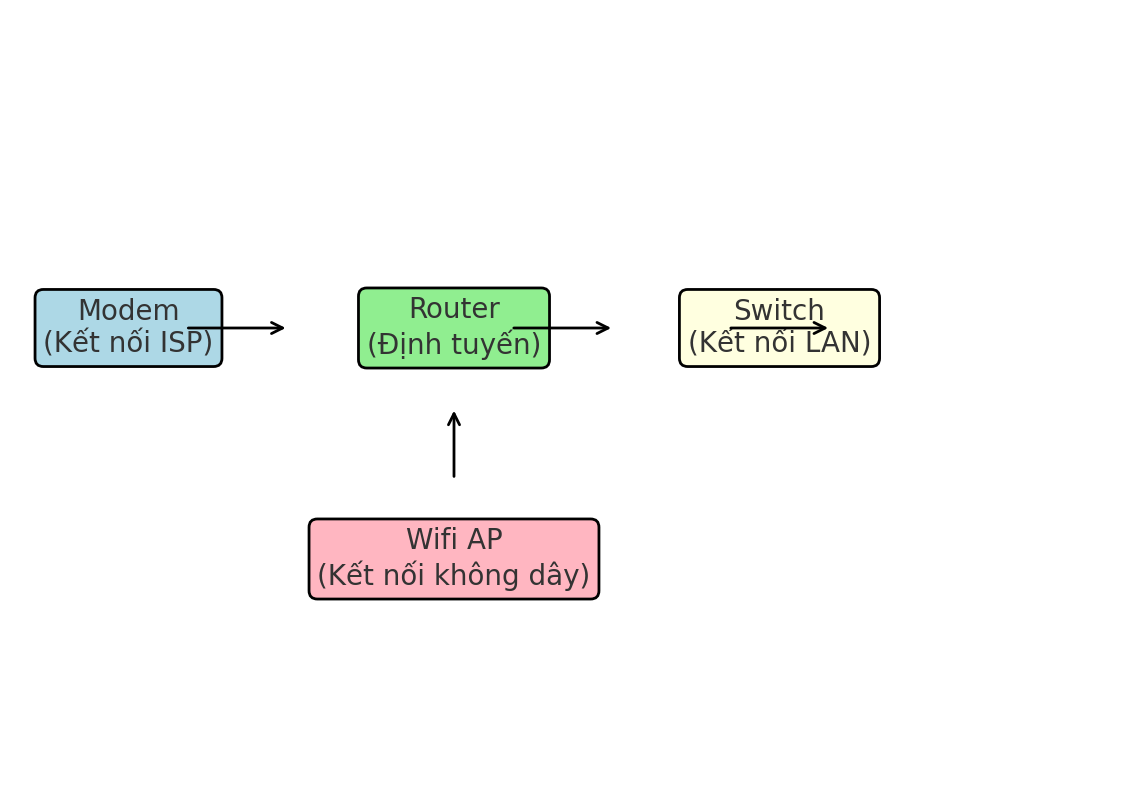 Modem
(Kết nối ISP)
Router
(Định tuyến)
Switch
(Kết nối LAN)
Wifi AP
(Kết nối không dây)